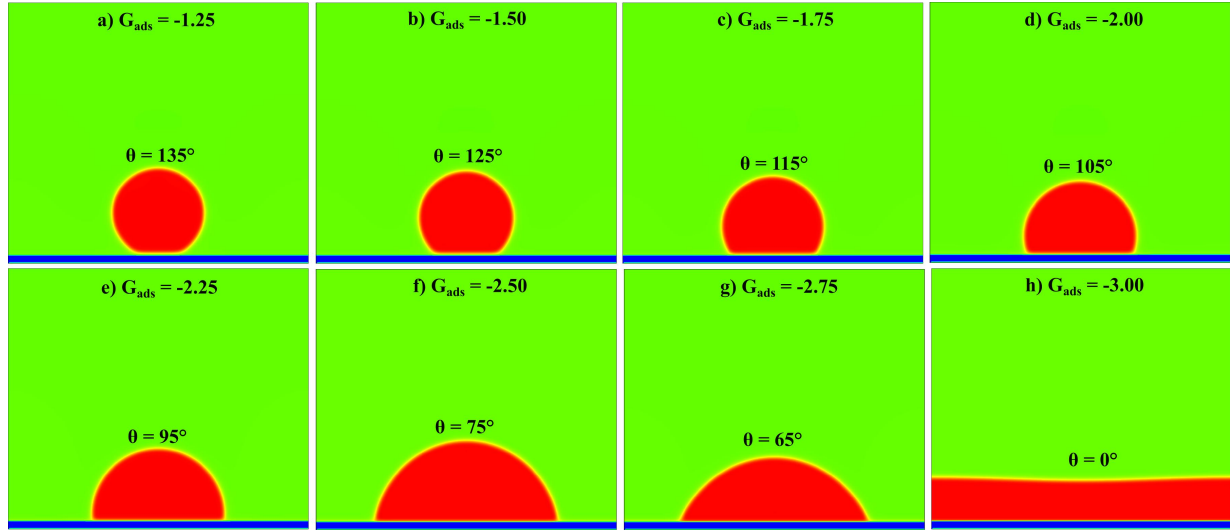 a) Gads = -1.25
θ = 135°
b) Gads = -1.50
θ = 125°
c) Gads = -1.75
θ = 115°
d) Gads = -2.00
θ = 105°
e) Gads = -2.25
θ = 95°
f) Gads = -2.50
θ = 75°
g) Gads = -2.75
θ = 65°
h) Gads = -3.00
θ = 0°